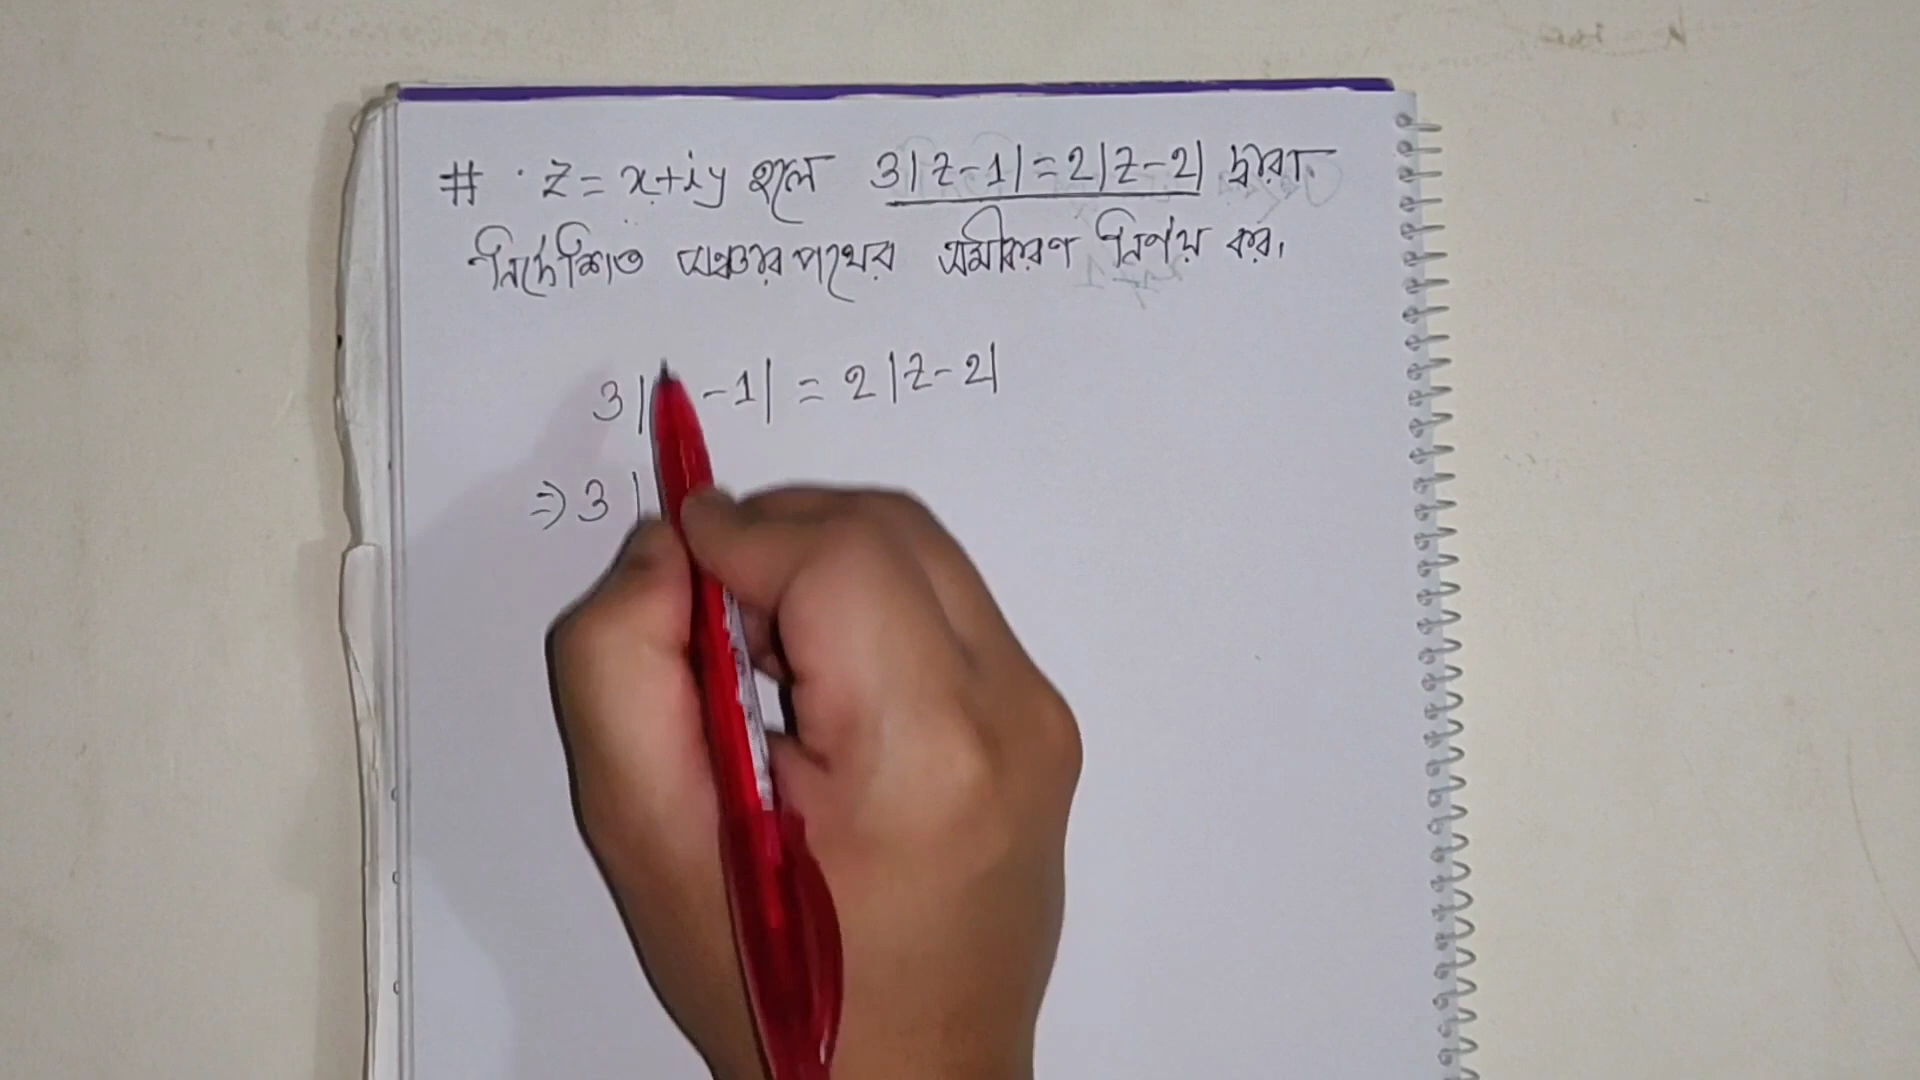 # · z = x+iy হলে 3|z-1| = 2|z-2| দ্বারা
নির্দেশিত সঞ্চারপথের সমীকরণ নির্ণয় কর।
3| -1| = 2|z-2|
⇒ 3|